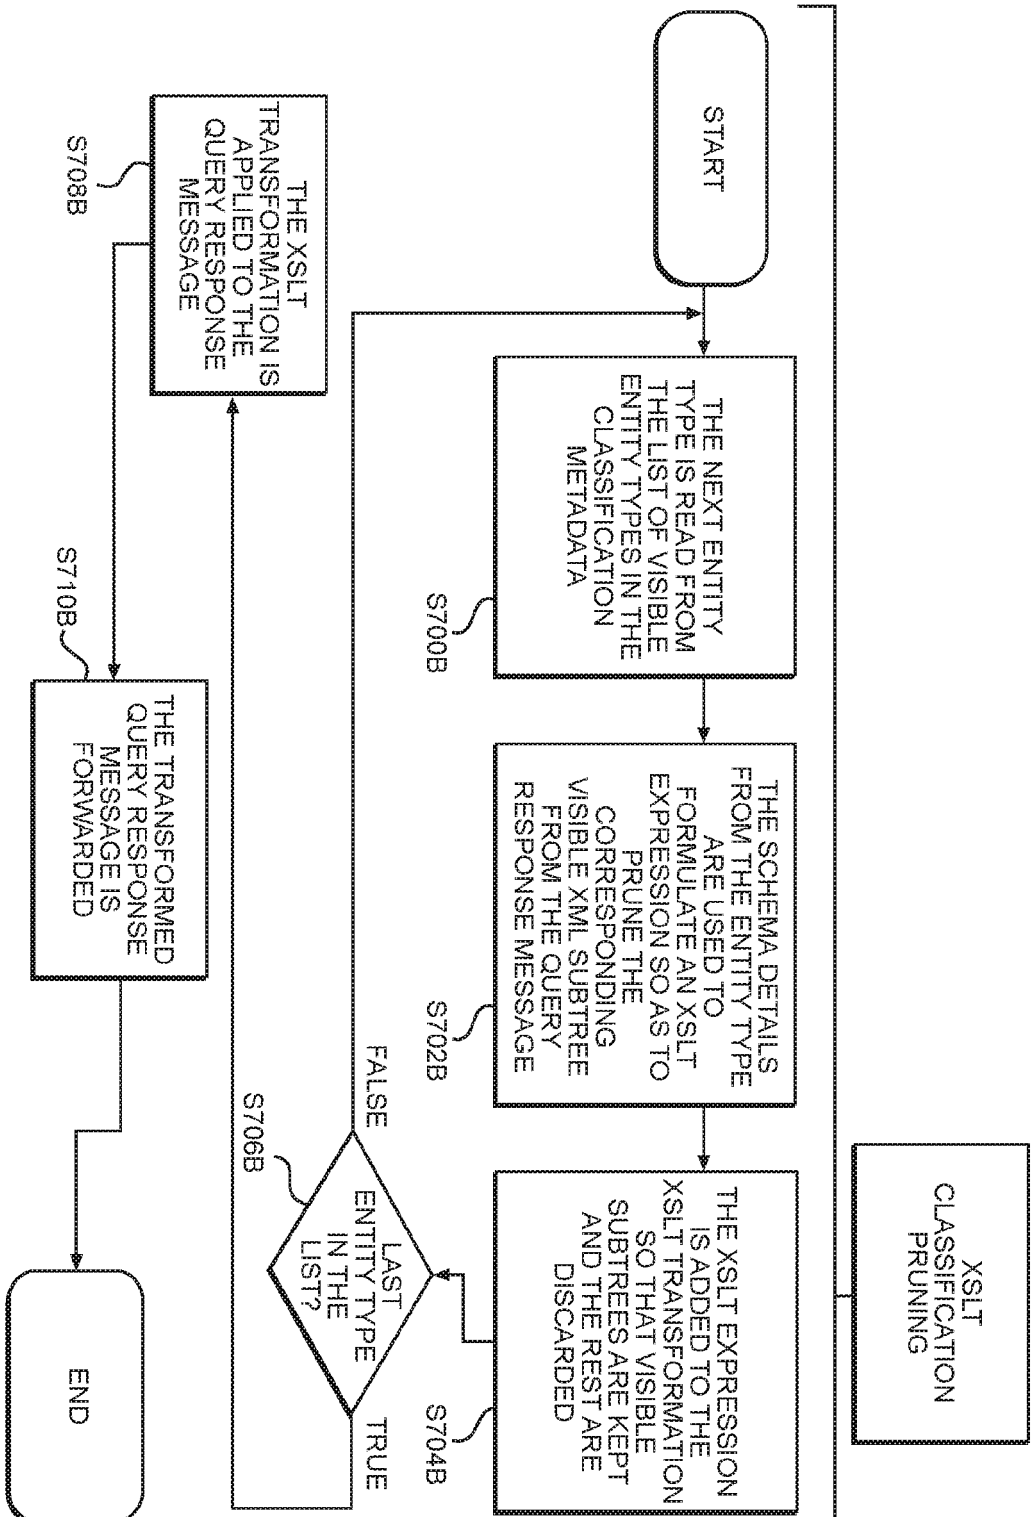 XSLT
CLASSIFICATION
PRUNING
START
THE NEXT ENTITY
TYPE IS READ FROM
THE LIST OF VISIBLE
ENTITY TYPES IN THE
CLASSIFICATION
METADATA
S700B
THE SCHEMA DETAILS
FROM THE ENTITY TYPE
ARE USED TO
FORMULATE AN XSLT
EXPRESSION SO AS TO
PRUNE THE
CORRESPONDING
VISIBLE XML SUBTREE
FROM THE QUERY
RESPONSE MESSAGE
S702B
THE XSLT EXPRESSION
IS ADDED TO THE
XSLT TRANSFORMATION
SO THAT VISIBLE
SUBTREES ARE KEPT
AND THE REST ARE
DISCARDED
S704B
FALSE
LAST
ENTITY TYPE
IN THE
LIST?
TRUE
S706B
THE XSLT
TRANSFORMATION IS
APPLIED TO THE
QUERY RESPONSE
MESSAGE
S708B
THE TRANSFORMED
QUERY RESPONSE
MESSAGE IS
FORWARDED
S710B
END